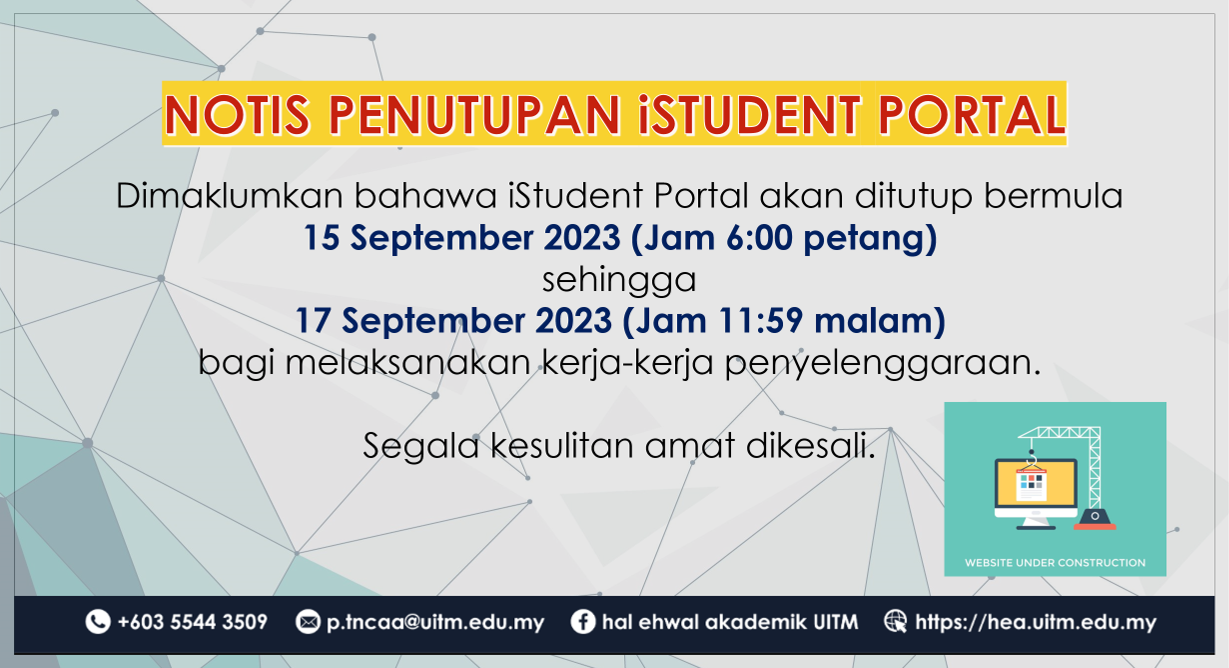 NOTIS PENUTUPAN iSTUDENT PORTAL
Dimaklumkan bahawa iStudent Portal akan ditutup bermula
15 September 2023 (Jam 6:00 petang)
sehingga
17 September 2023 (Jam 11:59 malam)
bagi melaksanakan kerja-kerja penyelenggaraan.
Segala kesulitan amat dikesali.
WEBSITE UNDER CONSTRUCTION
+603 5544 3509 p.tncaa@uitm.edu.my hal ehwal akademik UITM https://hea.uitm.edu.my